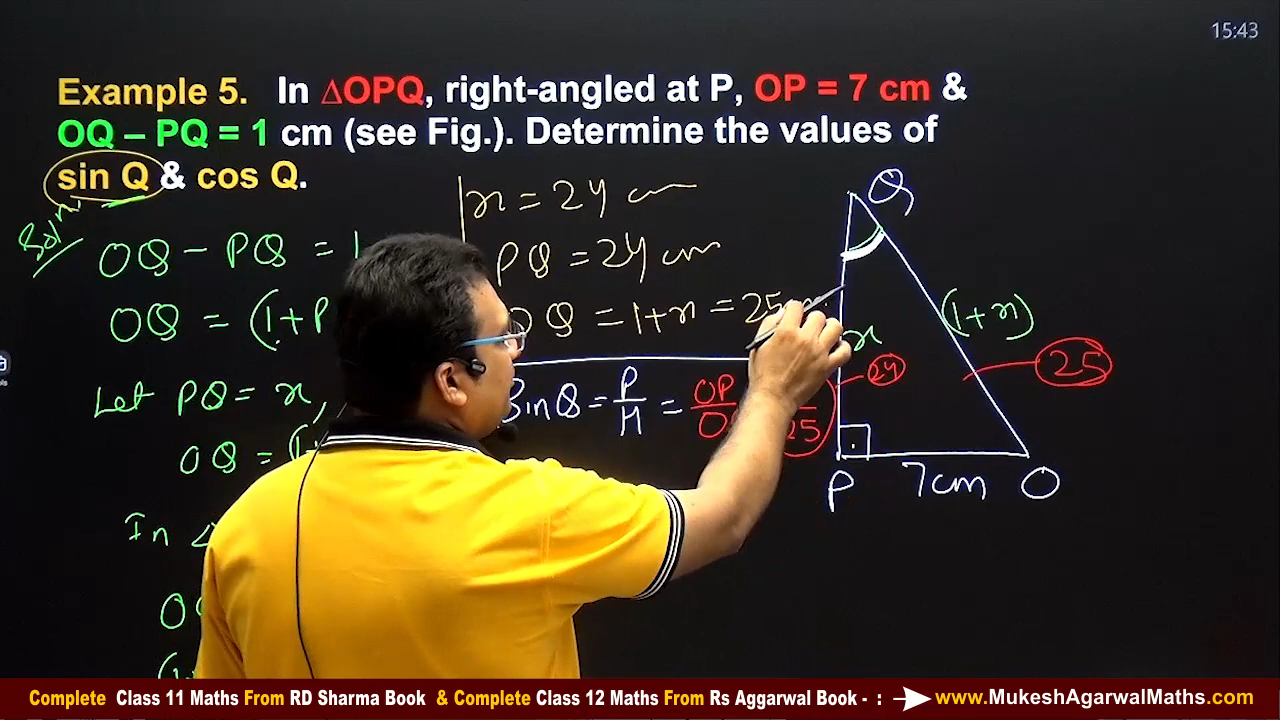 15:43
Example 5. In ΔOPQ, right-angled at P, OP = 7 cm &
OQ – PQ = 1 cm (see Fig.). Determine the values of
sin Q & cos Q.
Solⁿ
OQ - PQ = 1
OQ = (1+P
Let PQ = x,
OQ = (1
In Δ
O
(1
x = 24 cm
PQ = 24 cm
OQ = 1+x = 25
Sin Q = P/H = OP/O
25
Q
x
(1+x)
24
25
P
7cm
O
Complete Class 11 Maths From RD Sharma Book & Complete Class 12 Maths From Rs Aggarwal Book - : www.MukeshAgarwalMaths.com